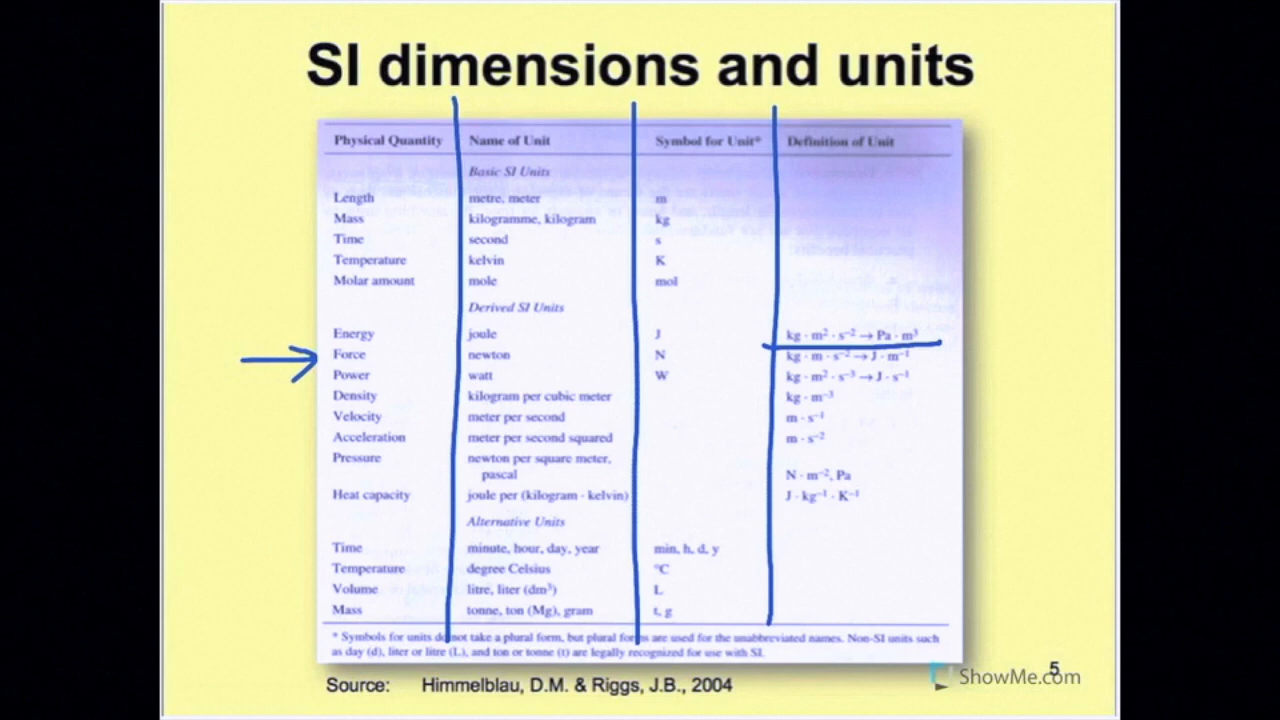 SI dimensions and units
Physical Quantity Name of Unit Symbol for Unit* Definition of Unit
Basic SI Units
Length metre, meter m
Mass kilogramme, kilogram kg
Time second s
Temperature kelvin K
Molar amount mole mol
Derived SI Units
Energy joule J kg · m² · s⁻² → Pa · m³
Force newton N kg · m · s⁻² → J · m⁻¹
Power watt W kg · m² · s⁻³ → J · s⁻¹
Density kilogram per cubic meter kg · m⁻³
Velocity meter per second m · s⁻¹
Acceleration meter per second squared m · s⁻²
Pressure newton per square meter,
pascal N · m⁻², Pa
Heat capacity joule per (kilogram · kelvin) J · kg⁻¹ · K⁻¹
Alternative Units
Time minute, hour, day, year min, h, d, y
Temperature degree Celsius °C
Volume litre, liter (dm³) L
Mass tonne, ton (Mg), gram t, g
* Symbols for units do not take a plural form, but plural forms are used for the unabbreviated names. Non-SI units such
as day (d), liter or litre (L), and ton or tonne (t) are legally recognized for use with SI.
Source: Himmelblau, D.M. & Riggs, J.B., 2004
5
ShowMe.com